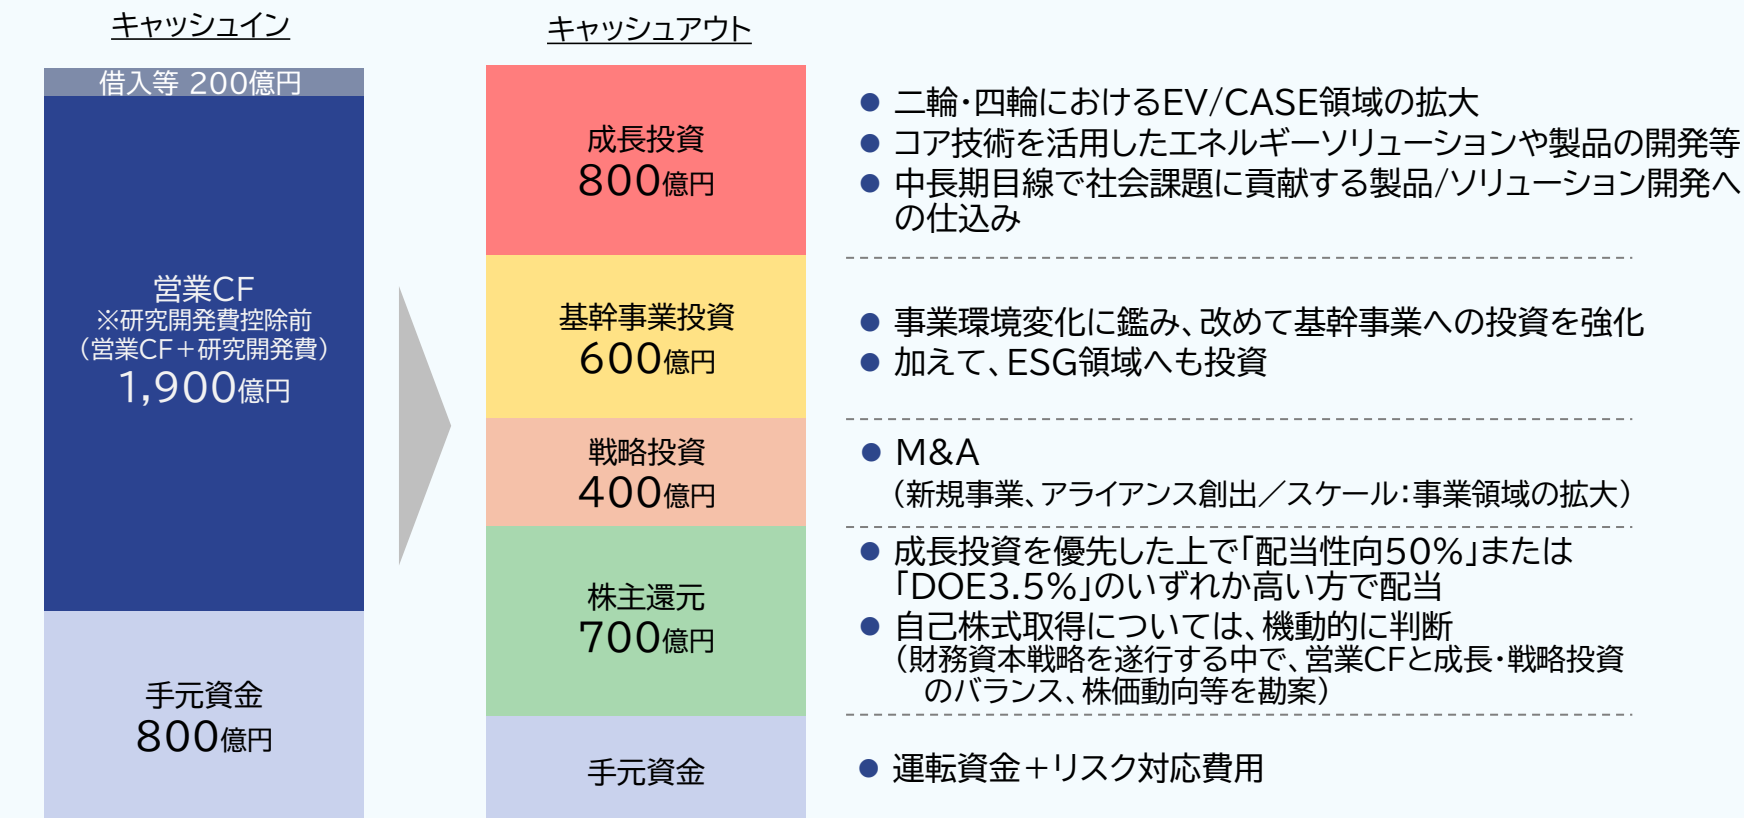 キャッシュイン
借入等 200億円
営業CF
※研究開発費控除前
（営業CF＋研究開発費）
1,900億円
手元資金
800億円
キャッシュアウト
成長投資
800億円
● 二輪・四輪におけるEV/CASE領域の拡大
● コア技術を活用したエネルギーソリューションや製品の開発等
● 中長期目線で社会課題に貢献する製品/ソリューション開発へ
の仕込み
基幹事業投資
600億円
● 事業環境変化に鑑み、改めて基幹事業への投資を強化
● 加えて、ESG領域へも投資
戦略投資
400億円
● M&A
（新規事業、アライアンス創出／スケール：事業領域の拡大）
株主還元
700億円
● 成長投資を優先した上で「配当性向50%」または
「DOE3.5%」のいずれか高い方で配当
● 自己株式取得については、機動的に判断
（財務資本戦略を遂行する中で、営業CFと成長・戦略投資
のバランス、株価動向等を勘案）
手元資金
● 運転資金＋リスク対応費用